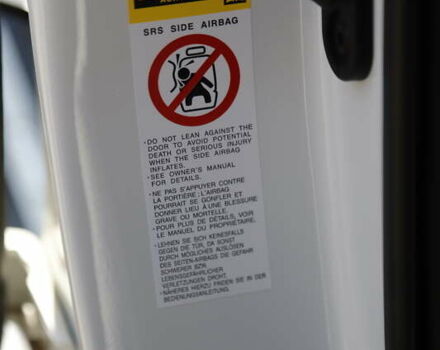 SRS SIDE AIRBAG
・DO NOT LEAN AGAINST THE
DOOR TO AVOID POTENTIAL
DEATH OR SERIOUS INJURY
WHEN THE SIDE AIRBAG
INFLATES.
・SEE OWNER'S MANUAL
FOR DETAILS.
・NE PAS S'APPUYER CONTRE
LA PORTIÈRE; L'AIRBAG
POURRAIT SE GONFLER ET
DONNER LIEU À UNE BLESSURE
GRAVE OU MORTELLE.
・POUR PLUS DE DÉTAILS, VOIR
LE MANUEL DU PROPRIÉTAIRE.
・LEHNEN SIE SICH KEINESFALLS
GEGEN DIE TÜR, DA SONST
DURCH MÖGLICHES AUSLÖSEN
DES SEITEN-AIRBAGS DIE GEFAHR
SCHWERER BZW.
LEBENSGEFÄHRLICHER
VERLETZUNGEN DROHT.
・NÄHERES HIERZU FINDEN SIE IN DER
BEDIENUNGSANLEITUNG.